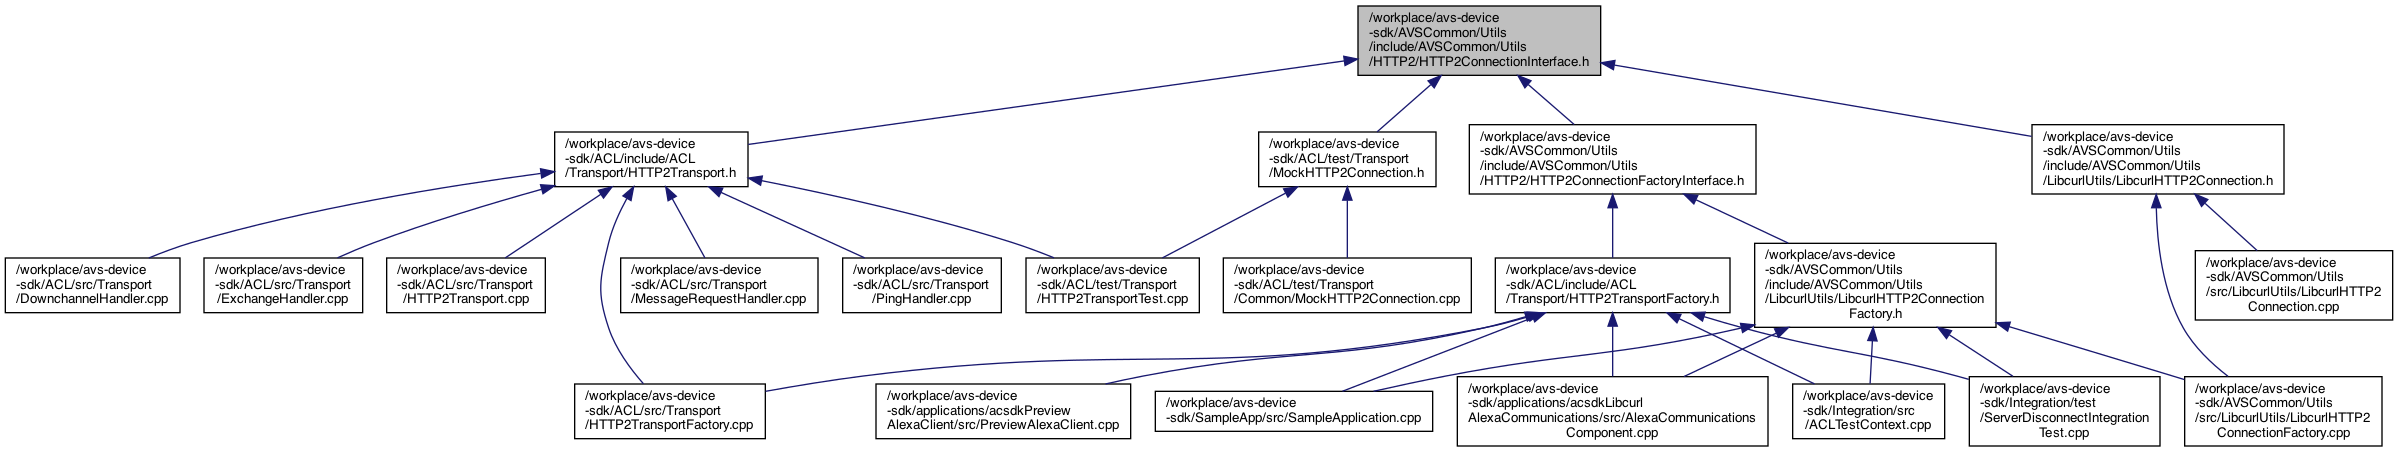 /workplace/avs-device
-sdk/AVSCommon/Utils
/include/AVSCommon/Utils
/HTTP2/HTTP2ConnectionInterface.h
/workplace/avs-device
-sdk/ACL/include/ACL
/Transport/HTTP2Transport.h
/workplace/avs-device
-sdk/ACL/test/Transport
/MockHTTP2Connection.h
/workplace/avs-device
-sdk/AVSCommon/Utils
/include/AVSCommon/Utils
/HTTP2/HTTP2ConnectionFactoryInterface.h
/workplace/avs-device
-sdk/AVSCommon/Utils
/include/AVSCommon/Utils
/LibcurlUtils/LibcurlHTTP2Connection.h
/workplace/avs-device
-sdk/ACL/src/Transport
/DownchannelHandler.cpp
/workplace/avs-device
-sdk/ACL/src/Transport
/ExchangeHandler.cpp
/workplace/avs-device
-sdk/ACL/src/Transport
/HTTP2Transport.cpp
/workplace/avs-device
-sdk/ACL/src/Transport
/MessageRequestHandler.cpp
/workplace/avs-device
-sdk/ACL/src/Transport
/PingHandler.cpp
/workplace/avs-device
-sdk/ACL/test/Transport
/HTTP2TransportTest.cpp
/workplace/avs-device
-sdk/ACL/test/Transport
/Common/MockHTTP2Connection.cpp
/workplace/avs-device
-sdk/ACL/include/ACL
/Transport/HTTP2TransportFactory.h
/workplace/avs-device
-sdk/AVSCommon/Utils
/include/AVSCommon/Utils
/LibcurlUtils/LibcurlHTTP2Connection
Factory.h
/workplace/avs-device
-sdk/AVSCommon/Utils
/src/LibcurlUtils/LibcurlHTTP2
Connection.cpp
/workplace/avs-device
-sdk/ACL/src/Transport
/HTTP2TransportFactory.cpp
/workplace/avs-device
-sdk/applications/acsdkPreview
AlexaClient/src/PreviewAlexaClient.cpp
/workplace/avs-device
-sdk/SampleApp/src/SampleApplication.cpp
/workplace/avs-device
-sdk/applications/acsdkLibcurl
AlexaCommunications/src/AlexaCommunications
Component.cpp
/workplace/avs-device
-sdk/Integration/src
/ACLTestContext.cpp
/workplace/avs-device
-sdk/Integration/test
/ServerDisconnectIntegration
Test.cpp
/workplace/avs-device
-sdk/AVSCommon/Utils
/src/LibcurlUtils/LibcurlHTTP2
ConnectionFactory.cpp